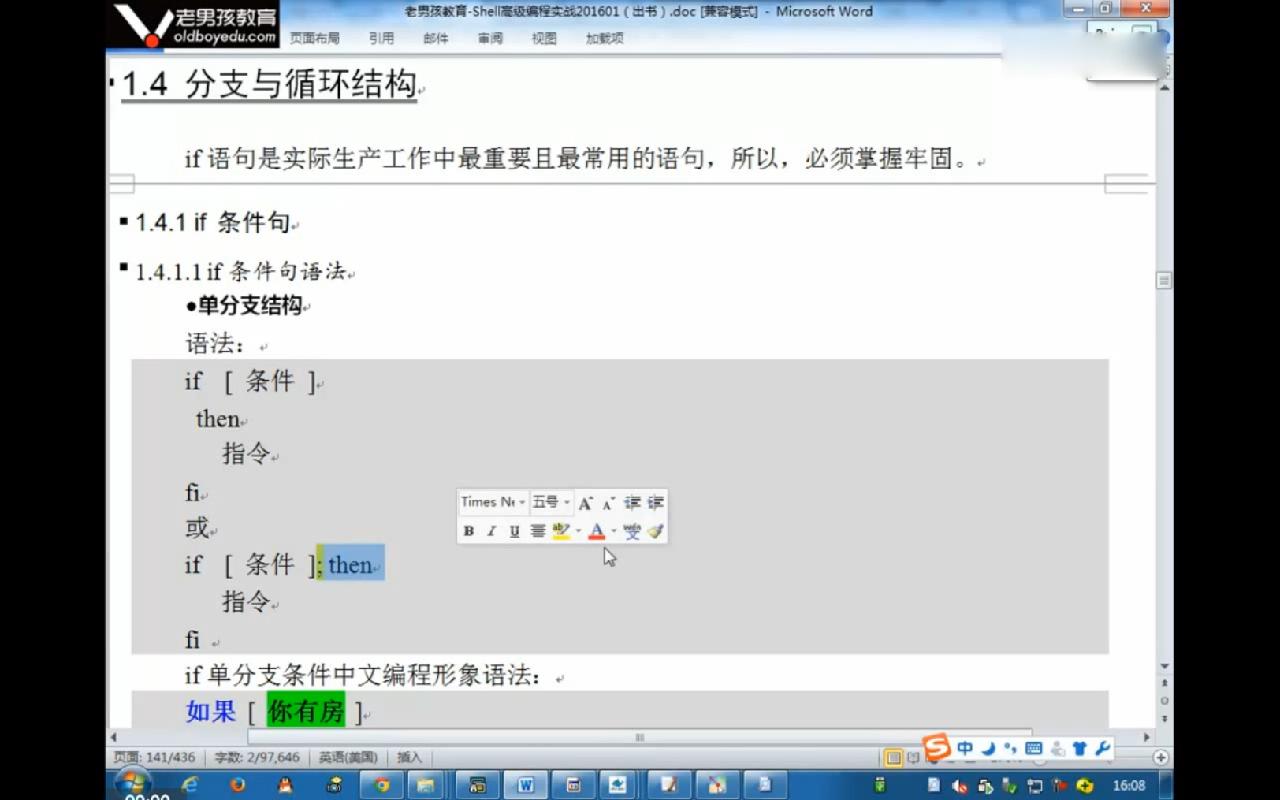 老男孩教育
oldboyedu.com
老男孩教育-Shell高级编程实战201601（出书）.doc [兼容模式] - Microsoft Word
页面布局 引用 邮件 审阅 视图 加载项
1.4 分支与循环结构
if 语句是实际生产工作中最重要且最常用的语句，所以，必须掌握牢固。
1.4.1 if 条件句
1.4.1.1 if 条件句语法
●单分支结构
语法：
if [ 条件 ]
then
指令
fi
或
Times Ne 五号
B I U
if [ 条件 ]; then
指令
fi
if 单分支条件中文编程形象语法：
如果 [ 你有房 ]
页面: 141/436 字数: 2/97,646 英语(美国) 插入
中
16:08